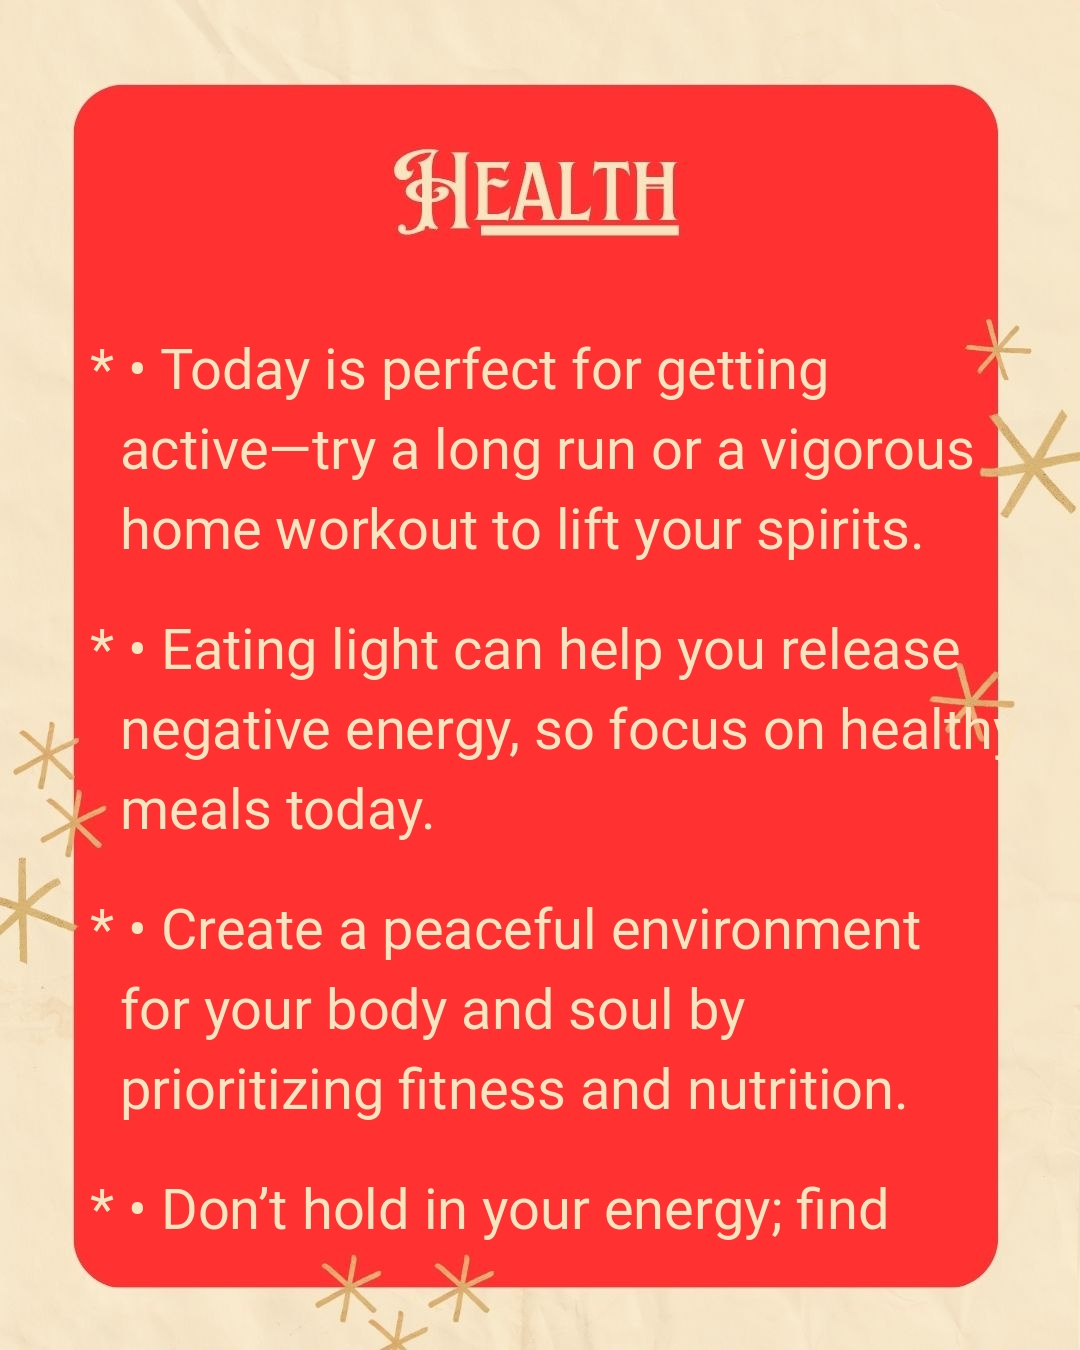 HEALTH
* • Today is perfect for getting
active—try a long run or a vigorous
home workout to lift your spirits.
* • Eating light can help you release
negative energy, so focus on healthy
meals today.
* • Create a peaceful environment
for your body and soul by
prioritizing fitness and nutrition.
* • Don’t hold in your energy; find